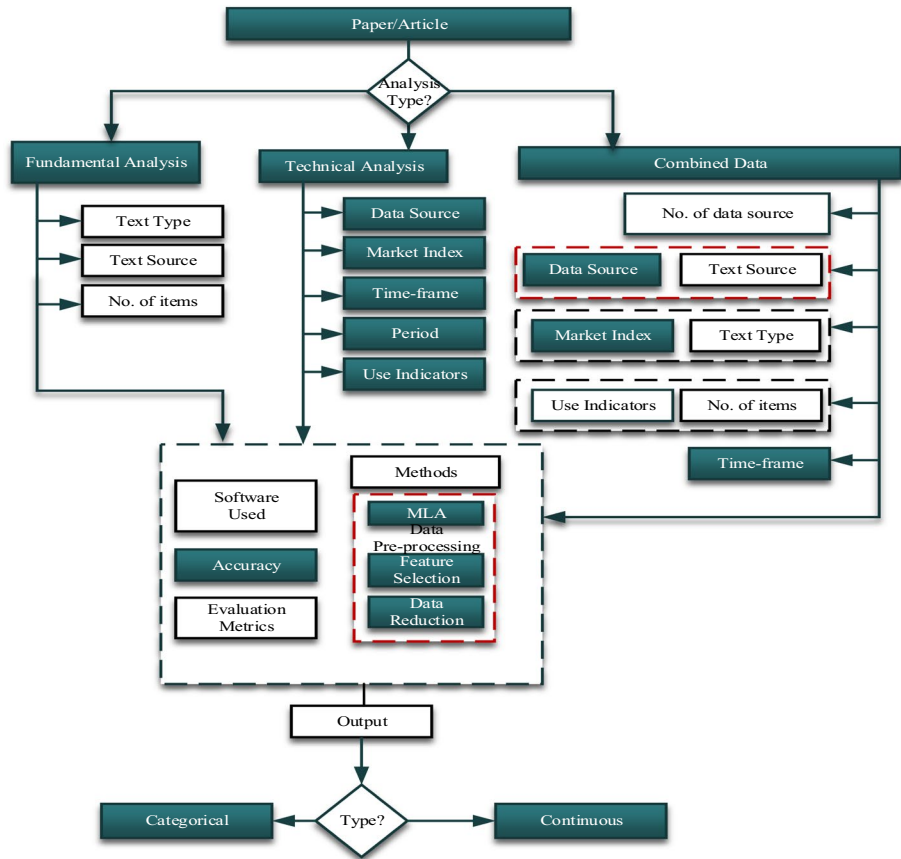 Paper/Article
Analysis
Type?
Fundamental Analysis
Technical Analysis
Combined Data
Text Type
Text Source
No. of items
Data Source
Market Index
Time-frame
Period
Use Indicators
No. of data source
Data Source
Text Source
Market Index
Text Type
Use Indicators
No. of items
Time-frame
Software
Used
Accuracy
Evaluation
Metrics
Methods
MLA
Data
Pre-processing
Feature
Selection
Data
Reduction
Output
Type?
Categorical
Continuous